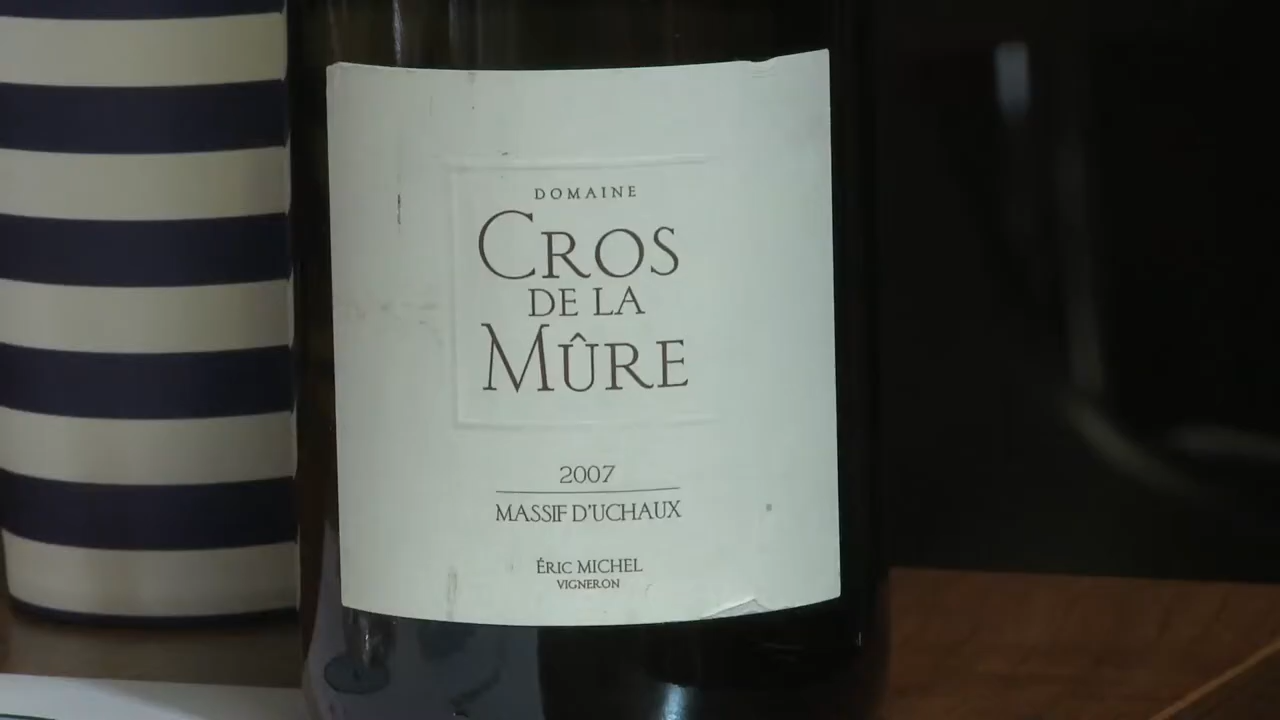 DOMAINE
CROS
DE LA
MÛRE
2007
MASSIF D'UCHAUX
ÉRIC MICHEL
VIGNERON